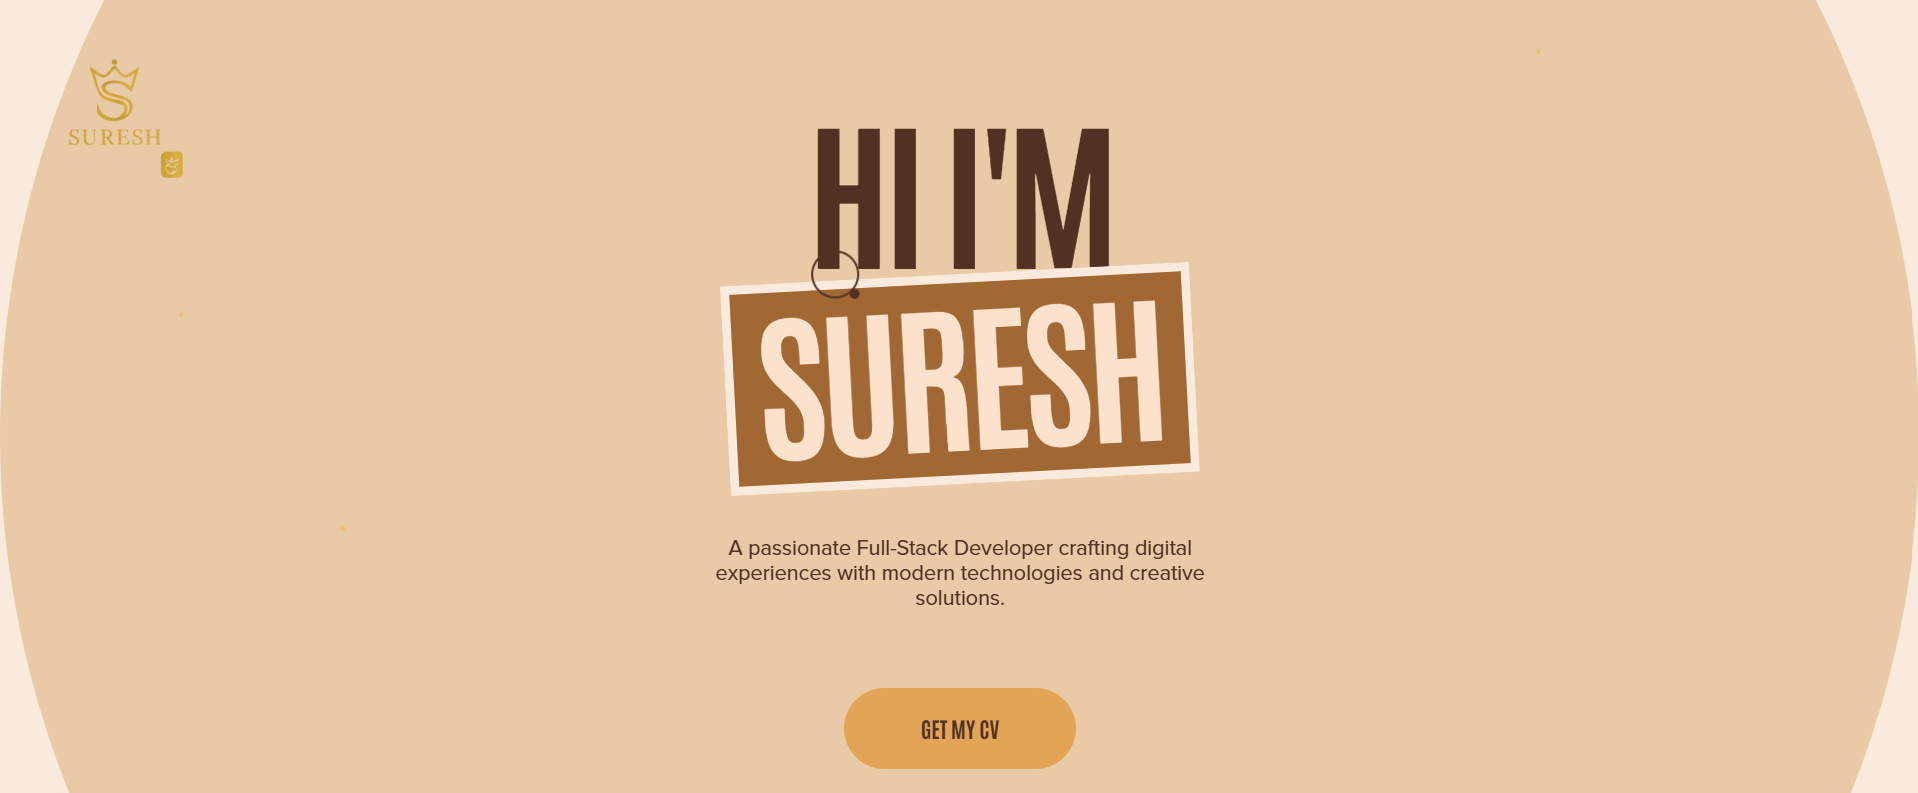 SURESH
HI I'M
SURESH
A passionate Full-Stack Developer crafting digital
experiences with modern technologies and creative
solutions.
GET MY CV